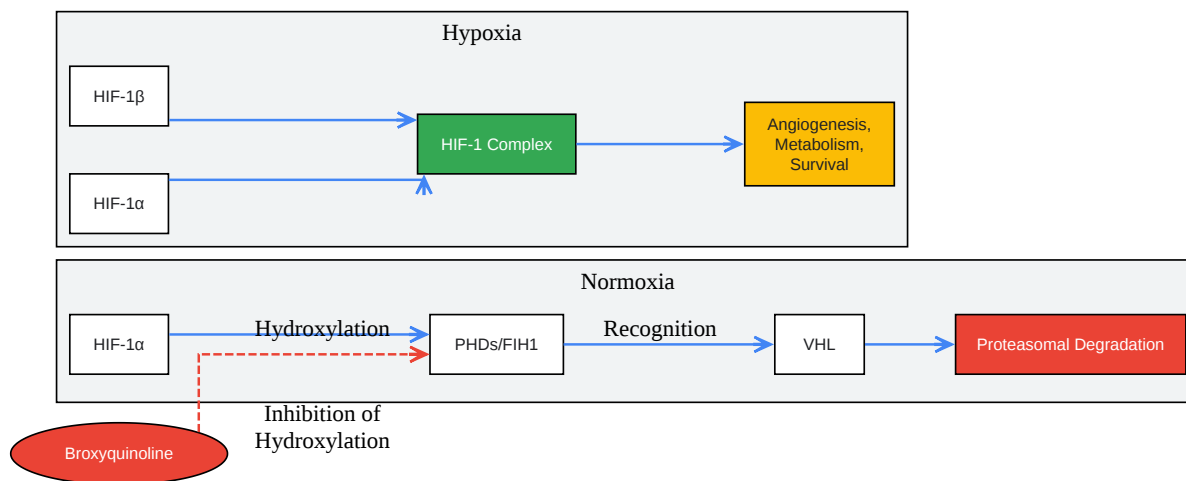 Hypoxia
HIF-1β
HIF-1α
HIF-1 Complex
Angiogenesis,
Metabolism,
Survival
Normoxia
HIF-1α
Hydroxylation
PHDs/FIH1
Recognition
VHL
Proteasomal Degradation
Inhibition of
Hydroxylation
Broxyquinoline